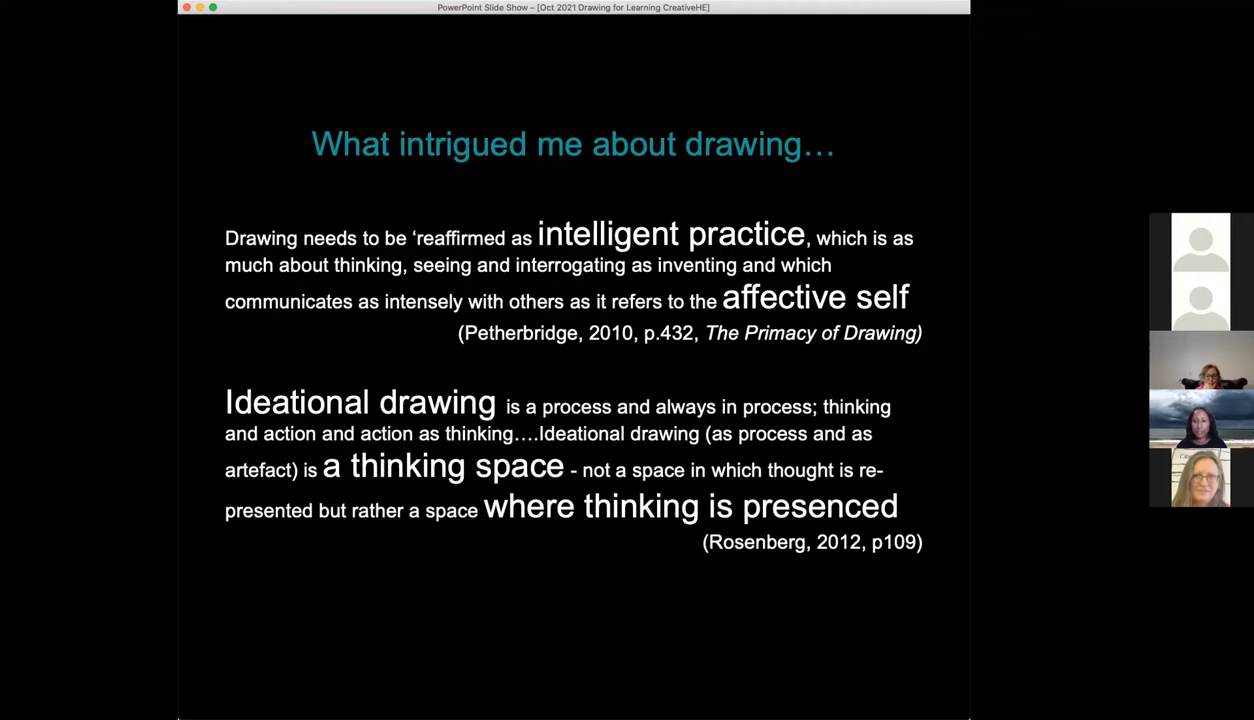 PowerPoint Slide Show – [Oct 2021 Drawing for Learning CreativeHE]
What intrigued me about drawing…
Drawing needs to be ‘reaffirmed as intelligent practice, which is as
much about thinking, seeing and interrogating as inventing and which
communicates as intensely with others as it refers to the affective self
(Petherbridge, 2010, p.432, The Primacy of Drawing)
Ideational drawing is a process and always in process; thinking
and action and action as thinking….Ideational drawing (as process and as
artefact) is a thinking space - not a space in which thought is re-
presented but rather a space where thinking is presenced
(Rosenberg, 2012, p109)